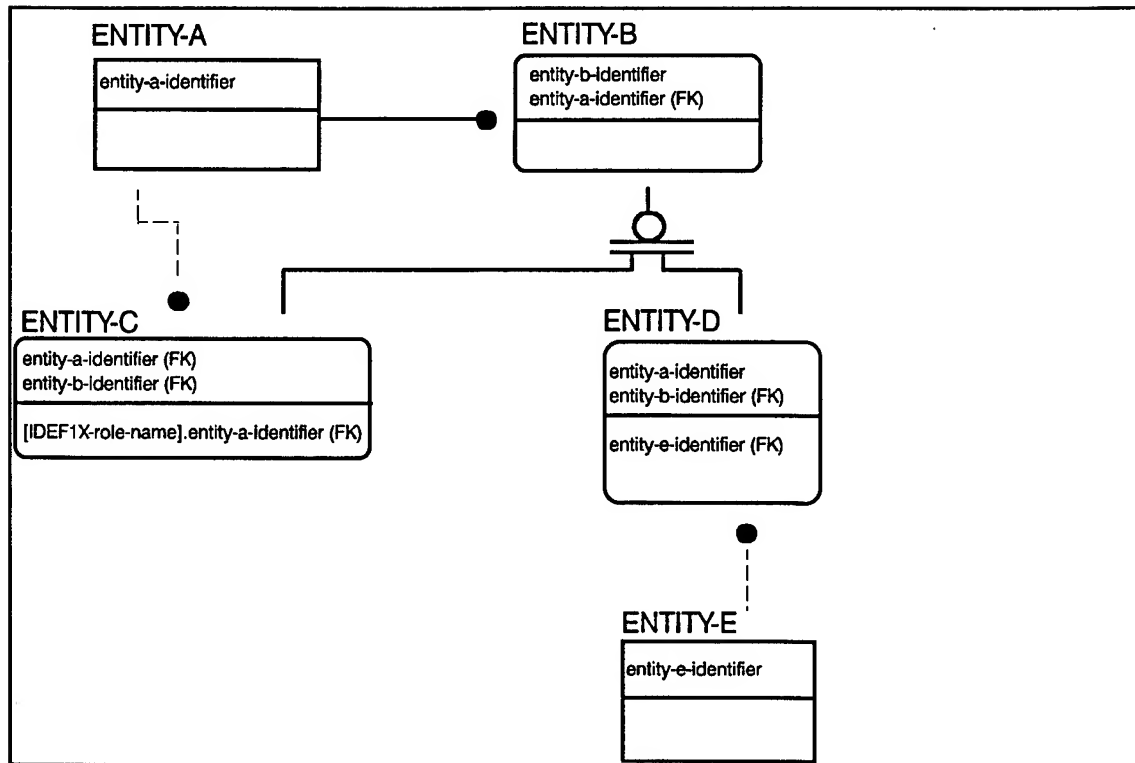 ENTITY-A
entity-a-identifier
ENTITY-B
entity-b-identifier
entity-a-identifier (FK)
ENTITY-C
entity-a-identifier (FK)
entity-b-identifier (FK)
[IDEF1X-role-name].entity-a-identifier (FK)
ENTITY-D
entity-a-identifier
entity-b-identifier (FK)
entity-e-identifier (FK)
ENTITY-E
entity-e-identifier